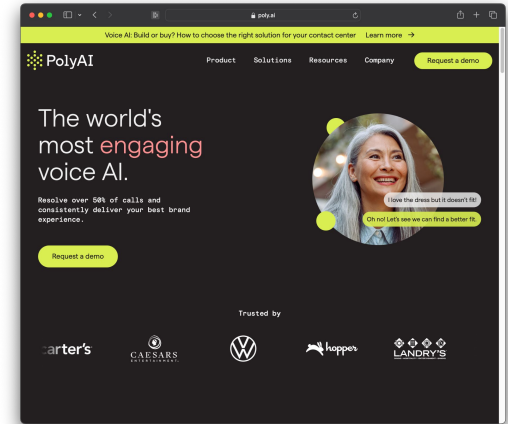 poly.ai
Voice AI: Build or buy? How to choose the right solution for your contact center Learn more →
PolyAI
Product Solutions Resources Company Request a demo
The world's
most engaging
voice AI.
Resolve over 50% of calls and
consistently deliver your best brand
experience.
I love the dress but it doesn't fit!
Oh no! Let's see we can find a better fit.
Request a demo
Trusted by
carter's
CAESARS
ENTERTAINMENT
hopper
LANDRY'S